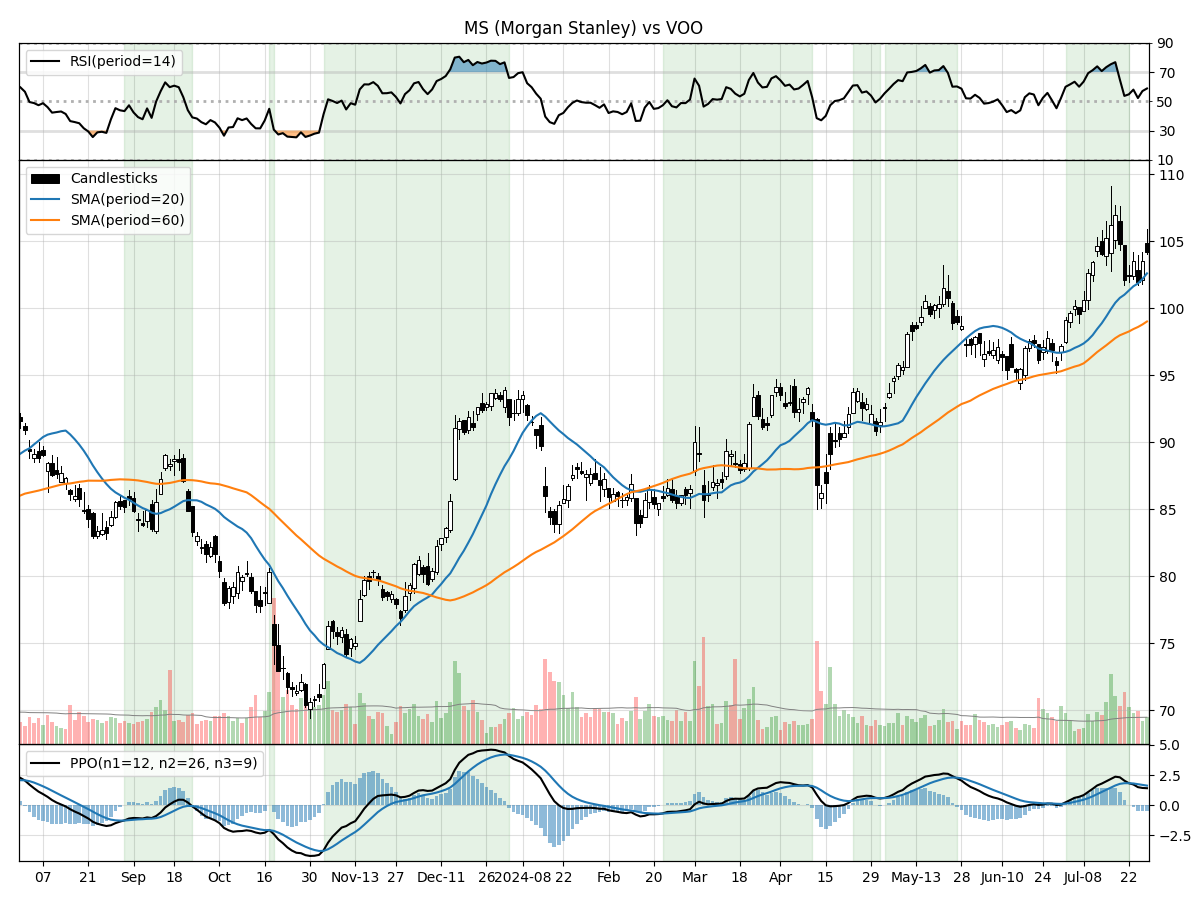 MS (Morgan Stanley) vs VOO
RSI(period=14)
90
70
50
30
10
Candlesticks
SMA(period=20)
SMA(period=60)
110
105
100
95
90
85
80
75
70
PPO(n1=12, n2=26, n3=9)
5.0
2.5
0.0
−2.5
07 21 Sep 18 Oct 16 30 Nov-13 27 Dec-11 26 2024-08 22 Feb 20 Mar 18 Apr 15 29 May-13 28 Jun-10 24 Jul-08 22